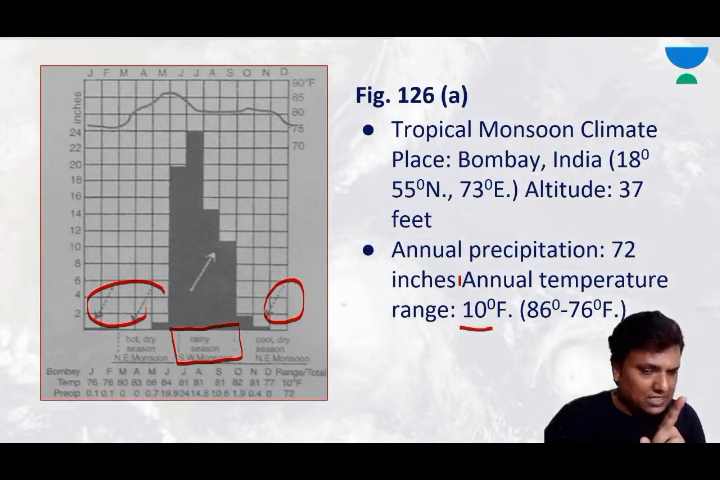 J F M A M J J A S O N D
90°F
85
80
75
70
inches
24
22
20
18
16
14
12
10
8
6
4
2
hot, dry season
rainy season
cool, dry season
N.E.Monsoon
S.W.Monsoon
N.E.Monsoon
Bombay J F M A M J J A S O N D Range/Total
Temp 76 78 80 83 86 84 81 81 81 82 81 77 10°F
Precip 0.1 0.1 0 0 0.7 19.9 24 14.5 10.6 1.9 0.4 0 72
Fig. 126 (a)
● Tropical Monsoon Climate
Place: Bombay, India (18⁰
55⁰N., 73⁰E.) Altitude: 37
feet
● Annual precipitation: 72
inches Annual temperature
range: 10⁰F. (86⁰-76⁰F.)